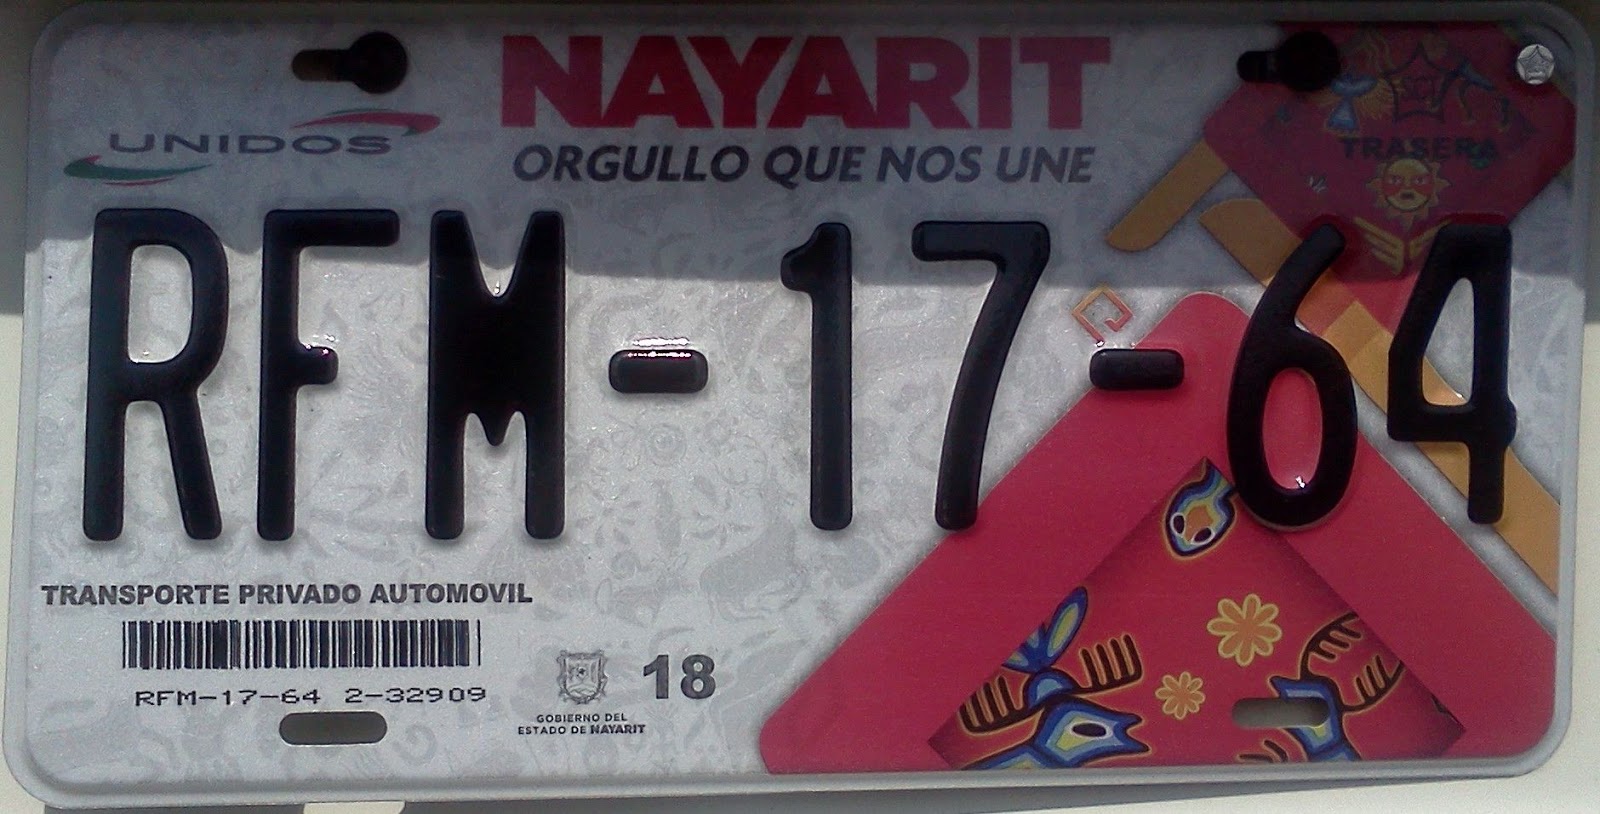 NAYARIT
UNIDOS
ORGULLO QUE NOS UNE
SCT
TRASERA
RFM-17-64
TRANSPORTE PRIVADO AUTOMOVIL
RFM-17-64 2-32909
18
GOBIERNO DEL
ESTADO DE NAYARIT